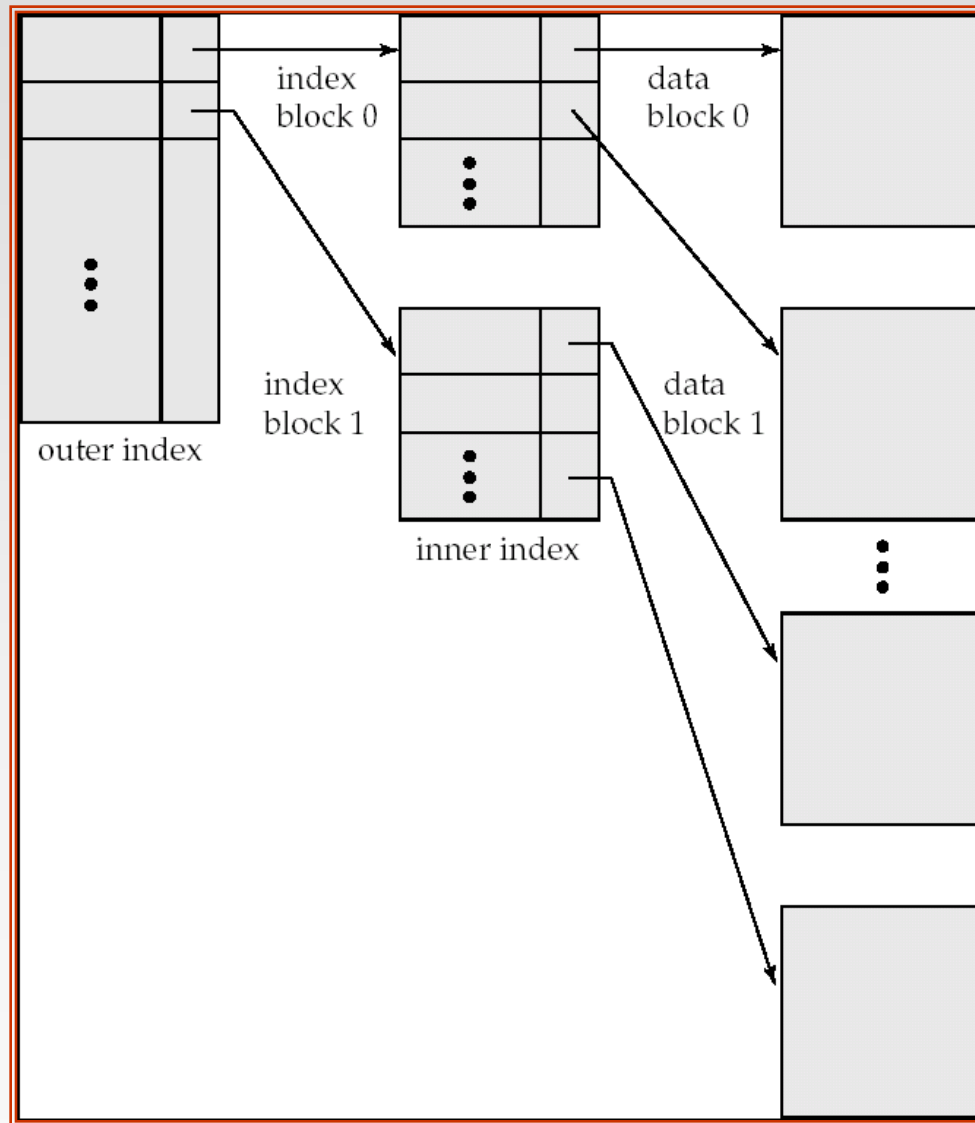 index
block 0
data
block 0
index
block 1
data
block 1
outer index
inner index